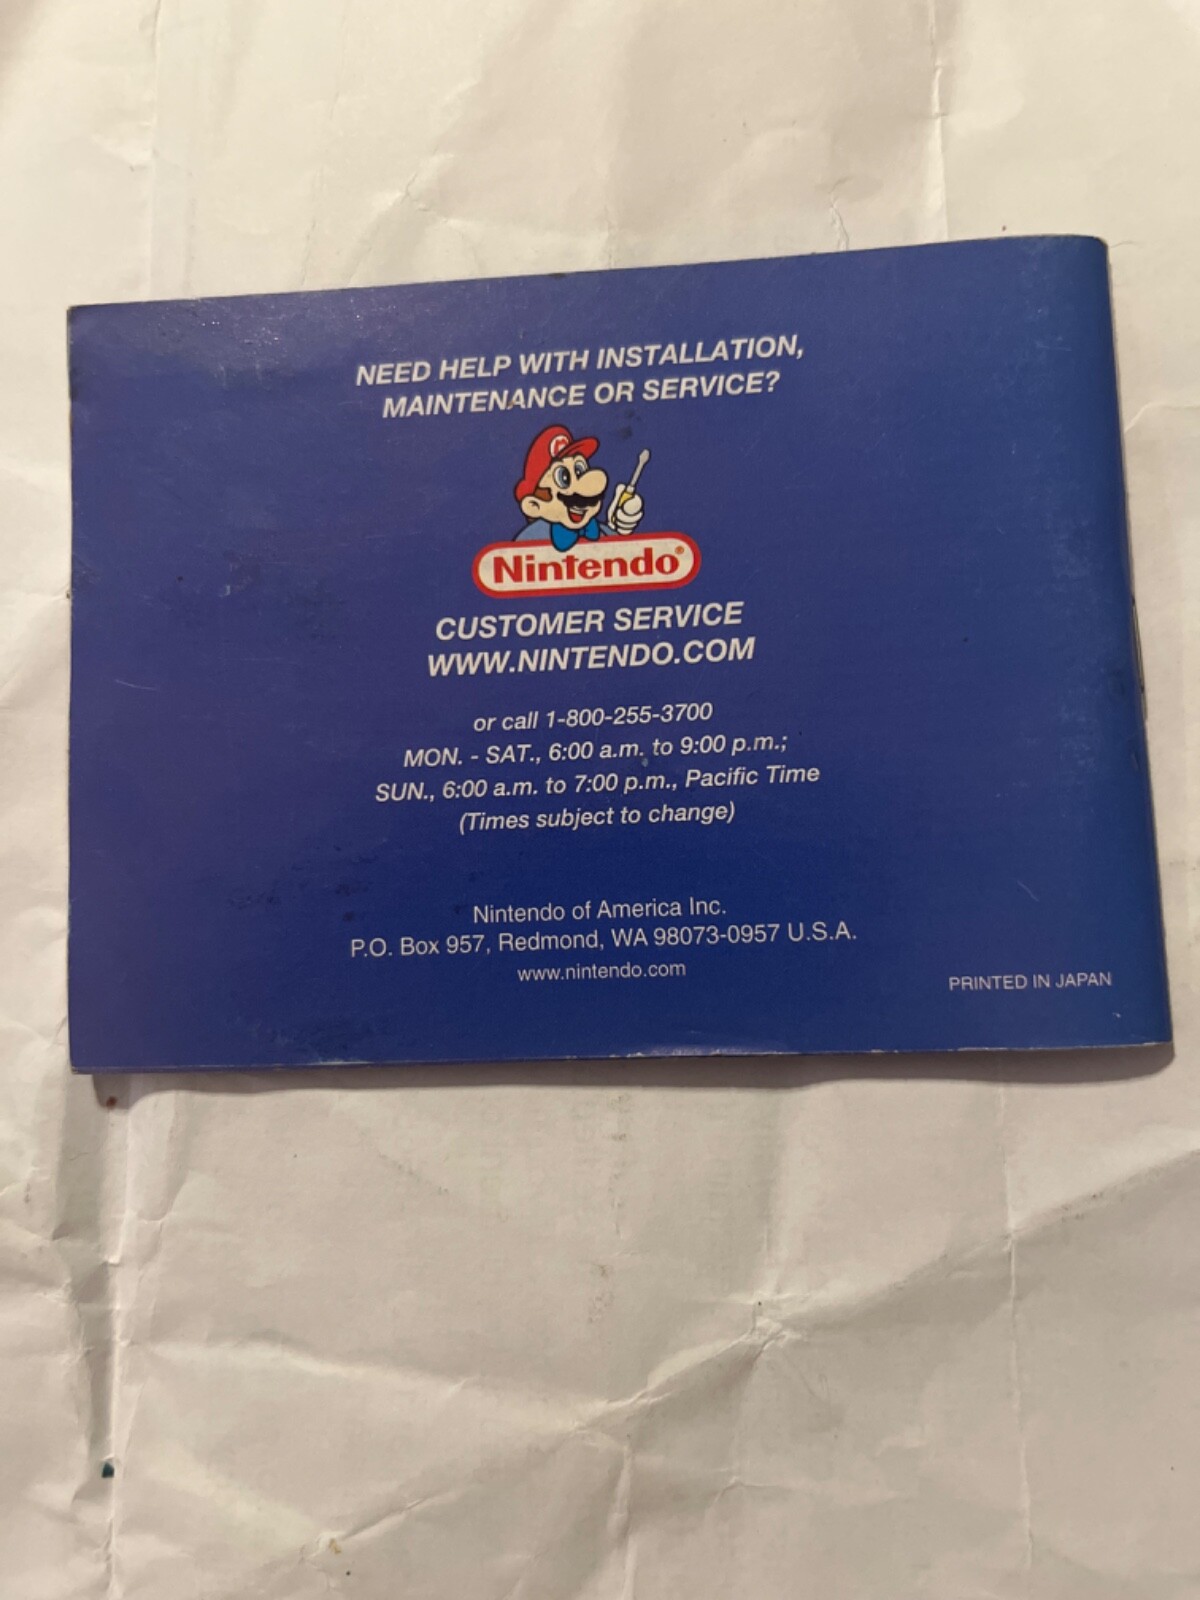 NEED HELP WITH INSTALLATION,
MAINTENANCE OR SERVICE?
M
Nintendo®
CUSTOMER SERVICE
WWW.NINTENDO.COM
or call 1-800-255-3700
MON. - SAT., 6:00 a.m. to 9:00 p.m.;
SUN., 6:00 a.m. to 7:00 p.m., Pacific Time
(Times subject to change)
Nintendo of America Inc.
P.O. Box 957, Redmond, WA 98073-0957 U.S.A.
www.nintendo.com
PRINTED IN JAPAN